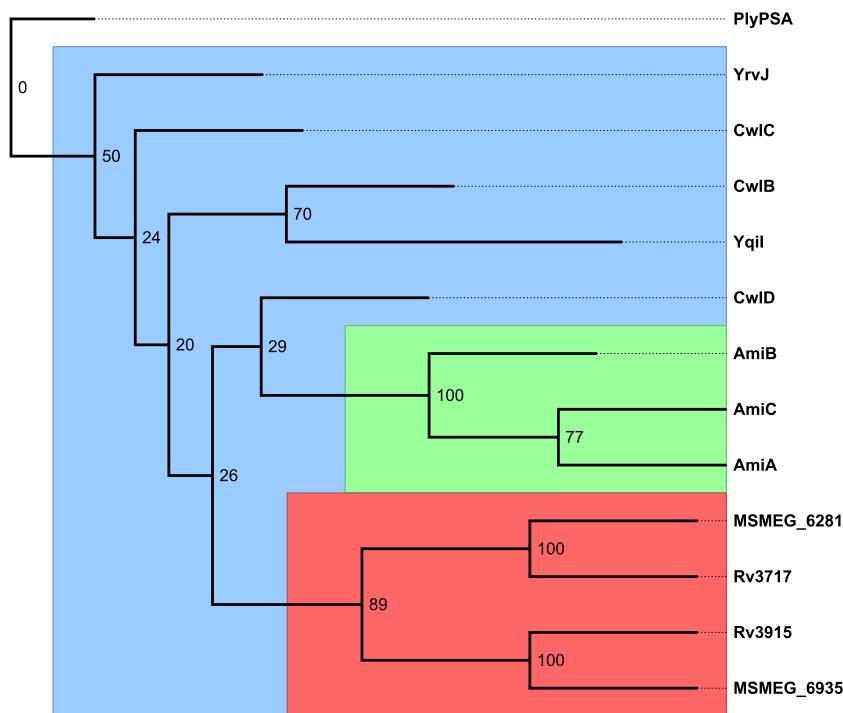 PlyPSA
YrvJ
0
CwlC
50
CwlB
70
24
YqiI
CwlD
20
29
AmiB
100
AmiC
77
AmiA
26
MSMEG_6281
100
Rv3717
89
Rv3915
100
MSMEG_6935